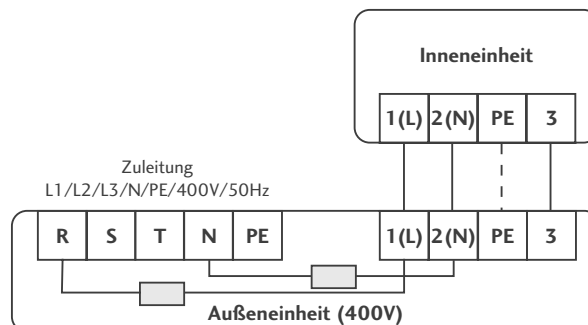 Inneneinheit
1(L) 2(N) PE 3
Zuleitung
L1/L2/L3/N/PE/400V/50Hz
R S T N PE 1(L) 2(N) PE 3
Außeneinheit (400V)